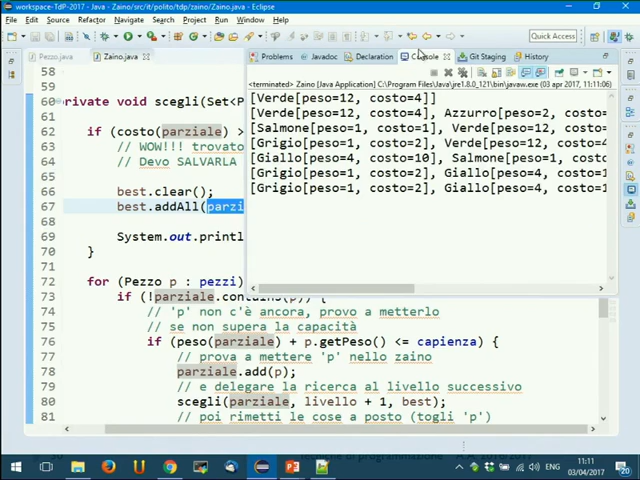 workspace-TdP-2017 - Java - Zaino/src/it/polito/tdp/zaino/Zaino.java - Eclipse
File Edit Source Refactor Navigate Search Project Run Window Help
Quick Access
Pezzo.java
Zaino.java
Problems Javadoc Declaration Console Git Staging History
<terminated> Zaino [Java Application] C:\Program Files\Java\jre1.8.0_121\bin\javaw.exe (03 apr 2017, 11:11:06)
[Verde[peso=12, costo=4]]
[Verde[peso=12, costo=4], Azzurro[peso=2,
[Salmone[peso=1, costo=1], Verde[peso=12,
[Grigio[peso=1, costo=2], Verde[peso=12,
[Giallo[peso=4, costo=10], Salmone[peso=1,
[Grigio[peso=1, costo=2], Giallo[peso=4,
[Grigio[peso=1, costo=2], Giallo[peso=4, costo=1
58
59
60 private void scegli(Set<P
61
62 if (costo(parziale) >
63 // WOW!!! trovato
64 // Devo SALVARLA
65
66 best.clear();
67 best.addAll(parzi
68
69 System.out.printl
70 }
71
72 for (Pezzo p : pezzi)
73 if (!parziale.contains(p)) {
74 // 'p' non c'è ancora, provo a metterlo
75 // se non supera la capacità
76 if (peso(parziale) + p.getPeso() <= capienza) {
77 // prova a mettere 'p' nello zaino
78 parziale.add(p);
79 // e delegare la ricerca al livello successivo
80 scegli(parziale, livello + 1, best);
81 // poi rimetti le cose a posto (togli 'p')
11:11
03/04/2017
20